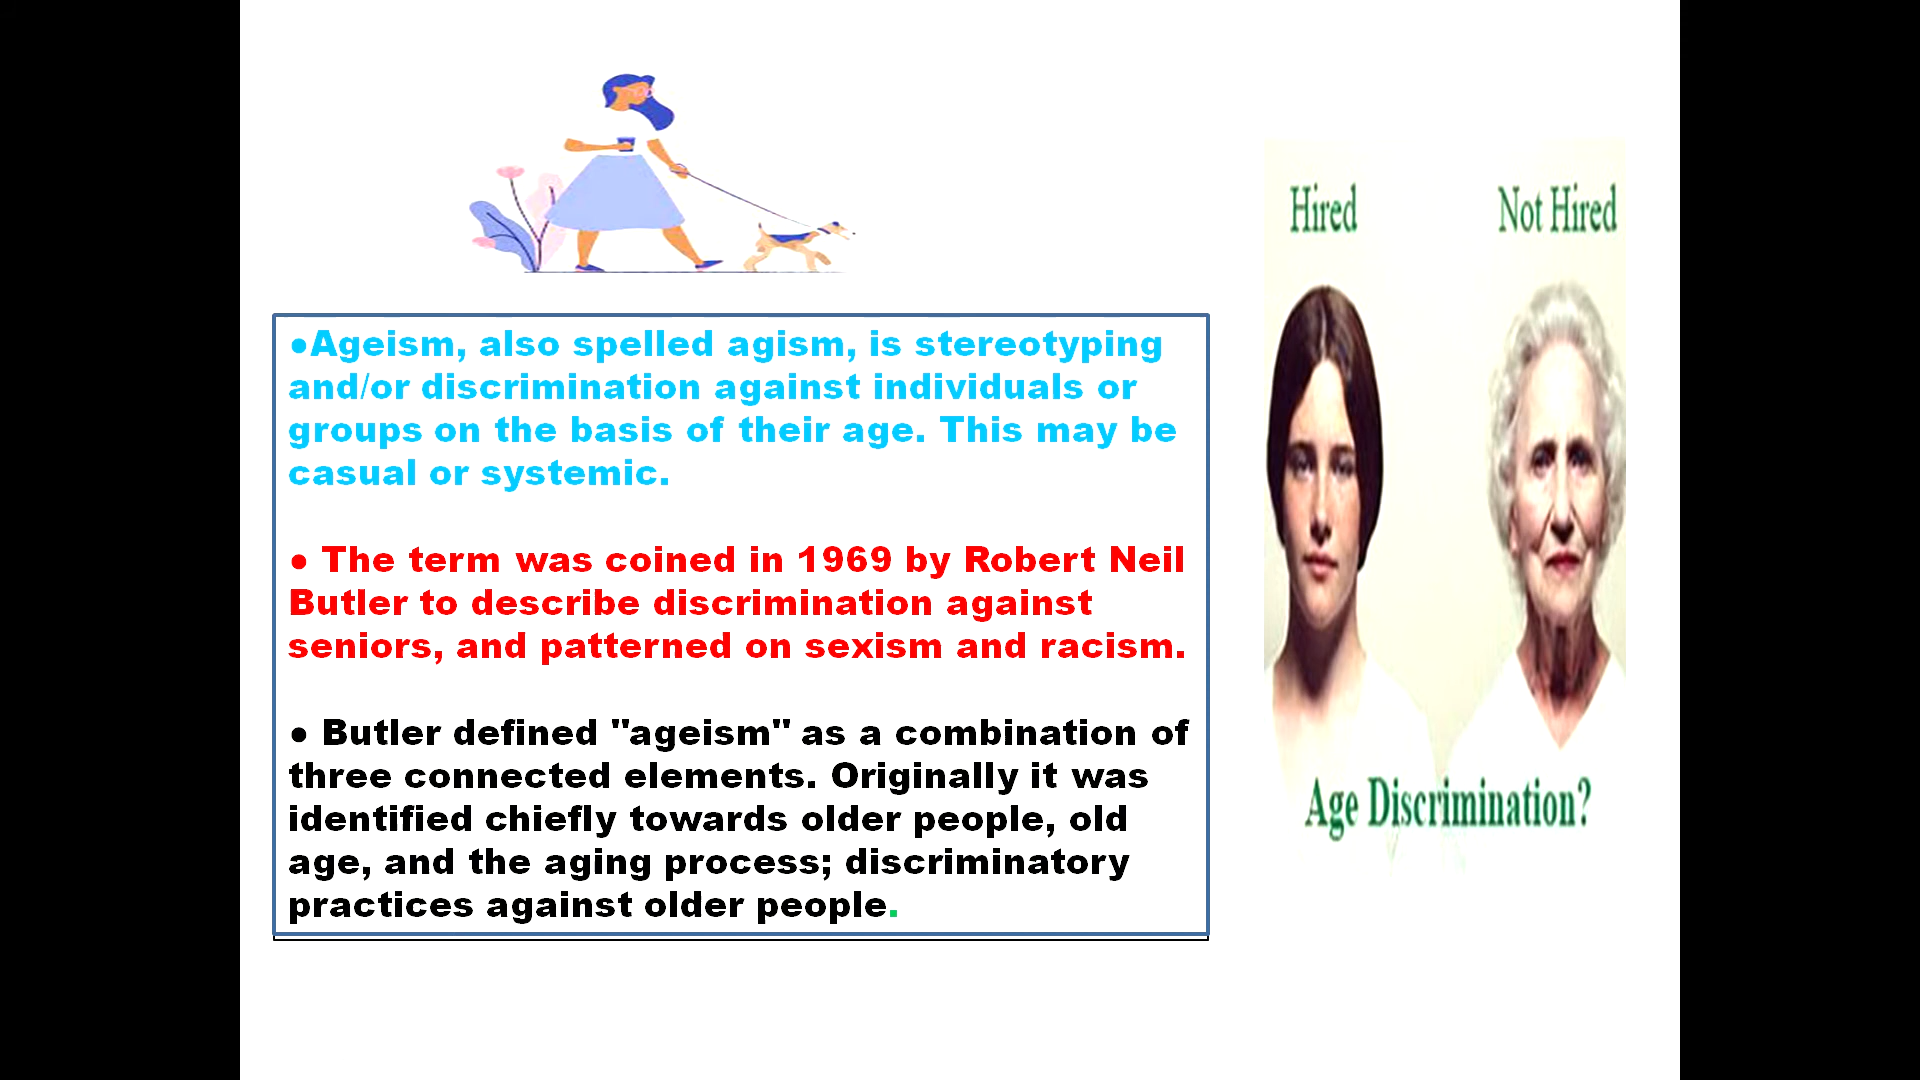 ●Ageism, also spelled agism, is stereotyping
and/or discrimination against individuals or
groups on the basis of their age. This may be
casual or systemic.
● The term was coined in 1969 by Robert Neil
Butler to describe discrimination against
seniors, and patterned on sexism and racism.
● Butler defined "ageism" as a combination of
three connected elements. Originally it was
identified chiefly towards older people, old
age, and the aging process; discriminatory
practices against older people.
Hired
Not Hired
Age Discrimination?